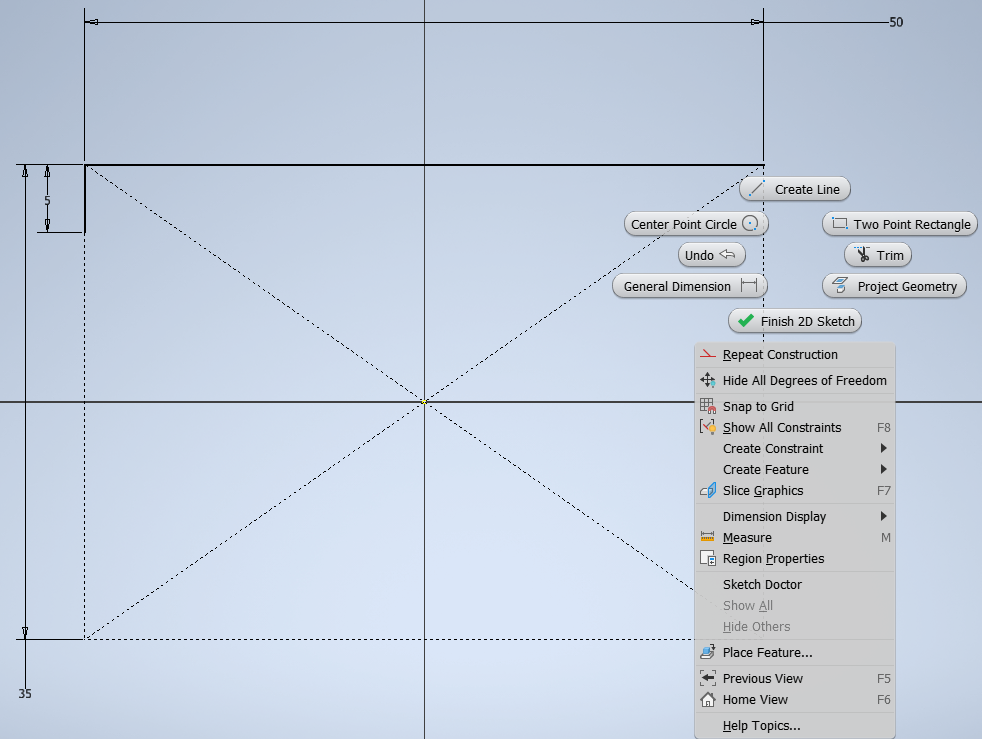 50
5
Create Line
Center Point Circle
Two Point Rectangle
Undo
Trim
General Dimension
Project Geometry
Finish 2D Sketch
Repeat Construction
Hide All Degrees of Freedom
Snap to Grid
Show All Constraints F8
Create Constraint
Create Feature
Slice Graphics F7
Dimension Display
Measure M
Region Properties
Sketch Doctor
Show All
Hide Others
Place Feature...
Previous View F5
35
Home View F6
Help Topics...